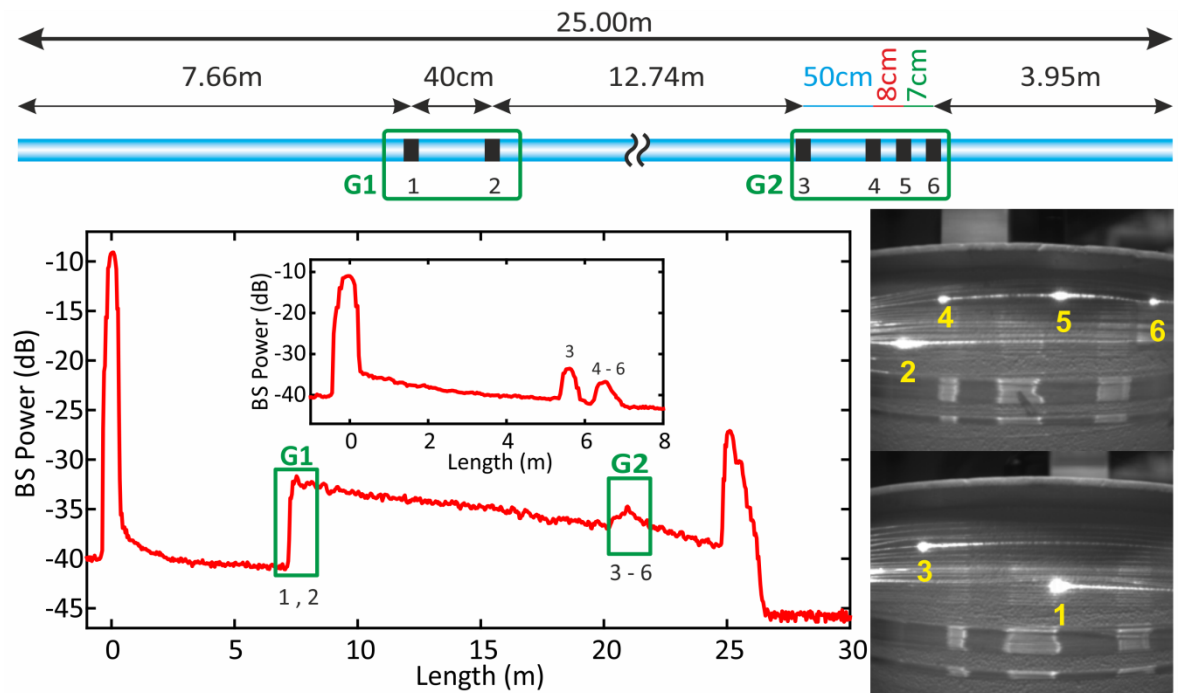 25.00m
7.66m 40cm 12.74m 50cm 8cm 7cm 3.95m
G1 1 2 G2 3 4 5 6
BS Power (dB)
-10
-15
-20
-25
-30
-35
-40
-45
0 5 10 15 20 25 30
Length (m)
G1
1 , 2
G2
3 - 6
BS Power (dB)
-10
-20
-30
-40
0 2 4 6 8
Length (m)
3
4 - 6
4 5 6
2
3
1